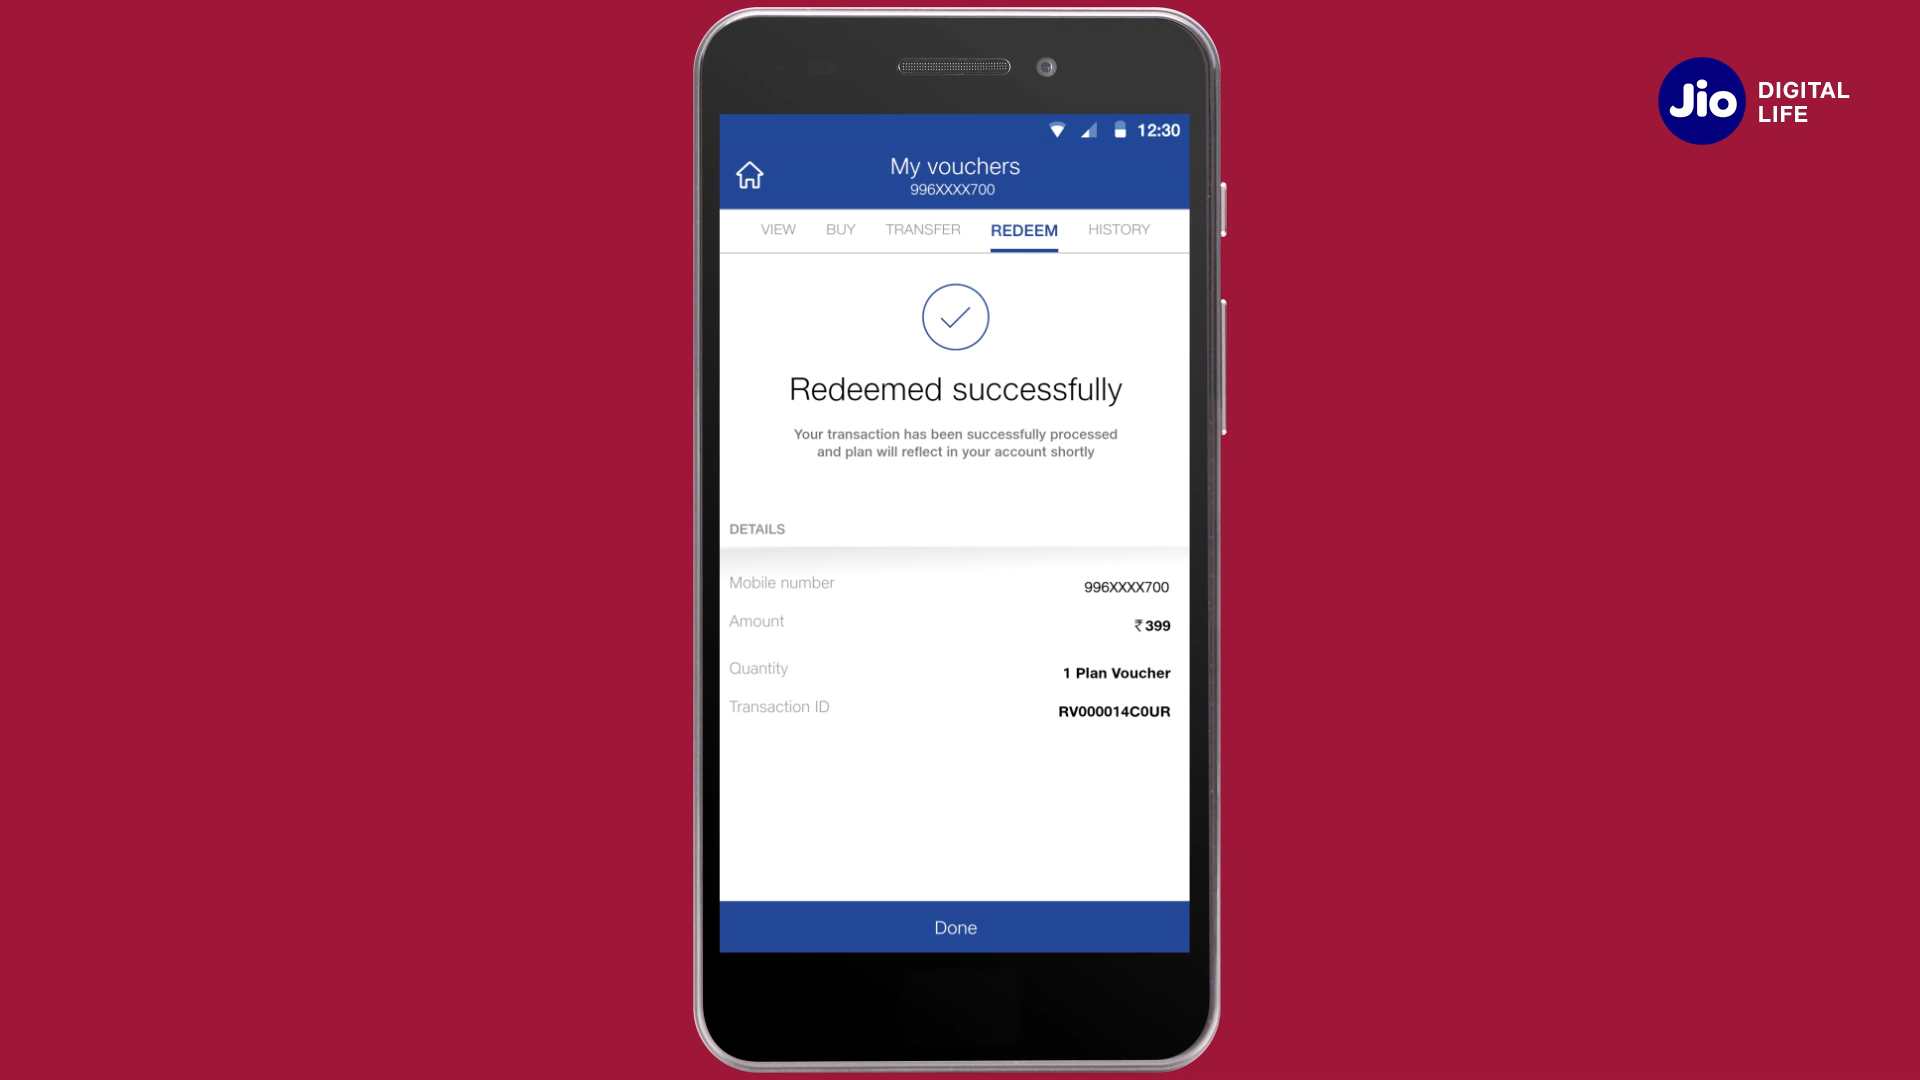 Jio DIGITAL
LIFE
12:30
My vouchers
996XXXX700
VIEW BUY TRANSFER REDEEM HISTORY
Redeemed successfully
Your transaction has been successfully processed
and plan will reflect in your account shortly
DETAILS
Mobile number 996XXXX700
Amount ₹399
Quantity 1 Plan Voucher
Transaction ID RV000014C0UR
Done